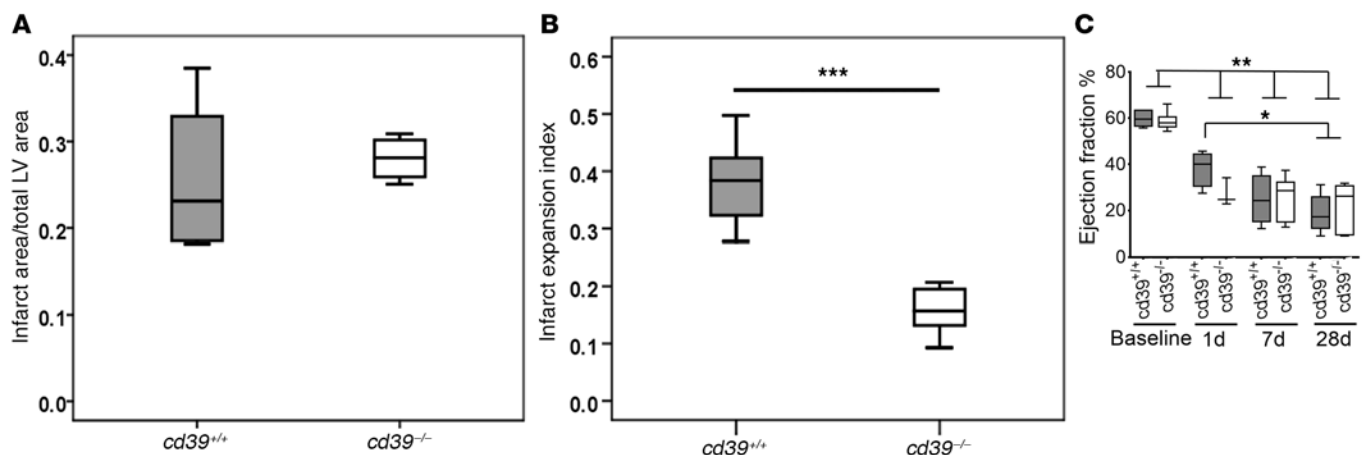 A
Infarct area/total LV area
0.4
0.3
0.2
0.1
0.0
cd39+/+
cd39–/–
B
Infarct expansion index
0.6
0.5
0.4
0.3
0.2
0.1
0.0
***
cd39+/+
cd39–/–
C
Ejection fraction %
80
60
40
20
0
**
*
cd39+/+
cd39-/-
cd39+/+
cd39-/-
cd39+/+
cd39-/-
cd39+/+
cd39-/-
Baseline 1d 7d 28d